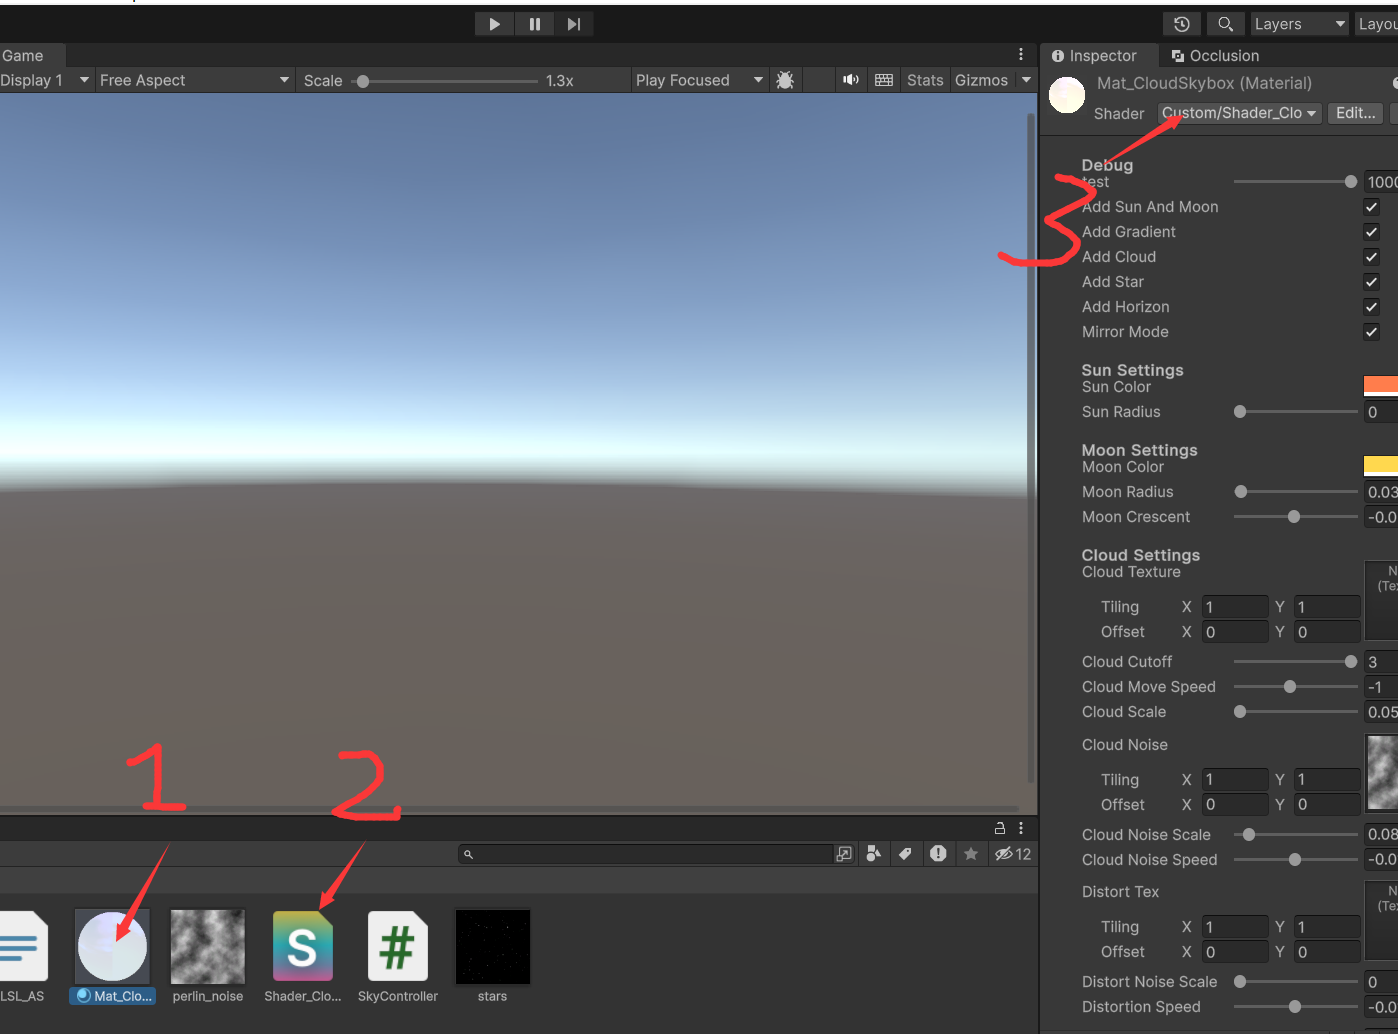 Layers
Layou
Game
Inspector
Occlusion
Display 1
Free Aspect
Scale
1.3x
Play Focused
Stats
Gizmos
Mat_CloudSkybox (Material)
Shader
Custom/Shader_Clo
Edit...
Debug
test
1000
Add Sun And Moon
3
Add Gradient
Add Cloud
Add Star
Add Horizon
Mirror Mode
Sun Settings
Sun Color
Sun Radius
0
Moon Settings
Moon Color
Moon Radius
0.03
Moon Crescent
-0.0
Cloud Settings
Cloud Texture
N
(Tex
Tiling X 1 Y 1
Offset X 0 Y 0
Cloud Cutoff
3
Cloud Move Speed
-1
Cloud Scale
0.05
Cloud Noise
Tiling X 1 Y 1
Offset X 0 Y 0
1
2
Cloud Noise Scale
0.08
Cloud Noise Speed
-0.0
12
Distort Tex
N
(Tex
Tiling X 1 Y 1
Offset X 0 Y 0
Distort Noise Scale
0
Distortion Speed
-0.0
S
#
LSL_AS
Mat_Clo...
perlin_noise
Shader_Clo...
SkyController
stars